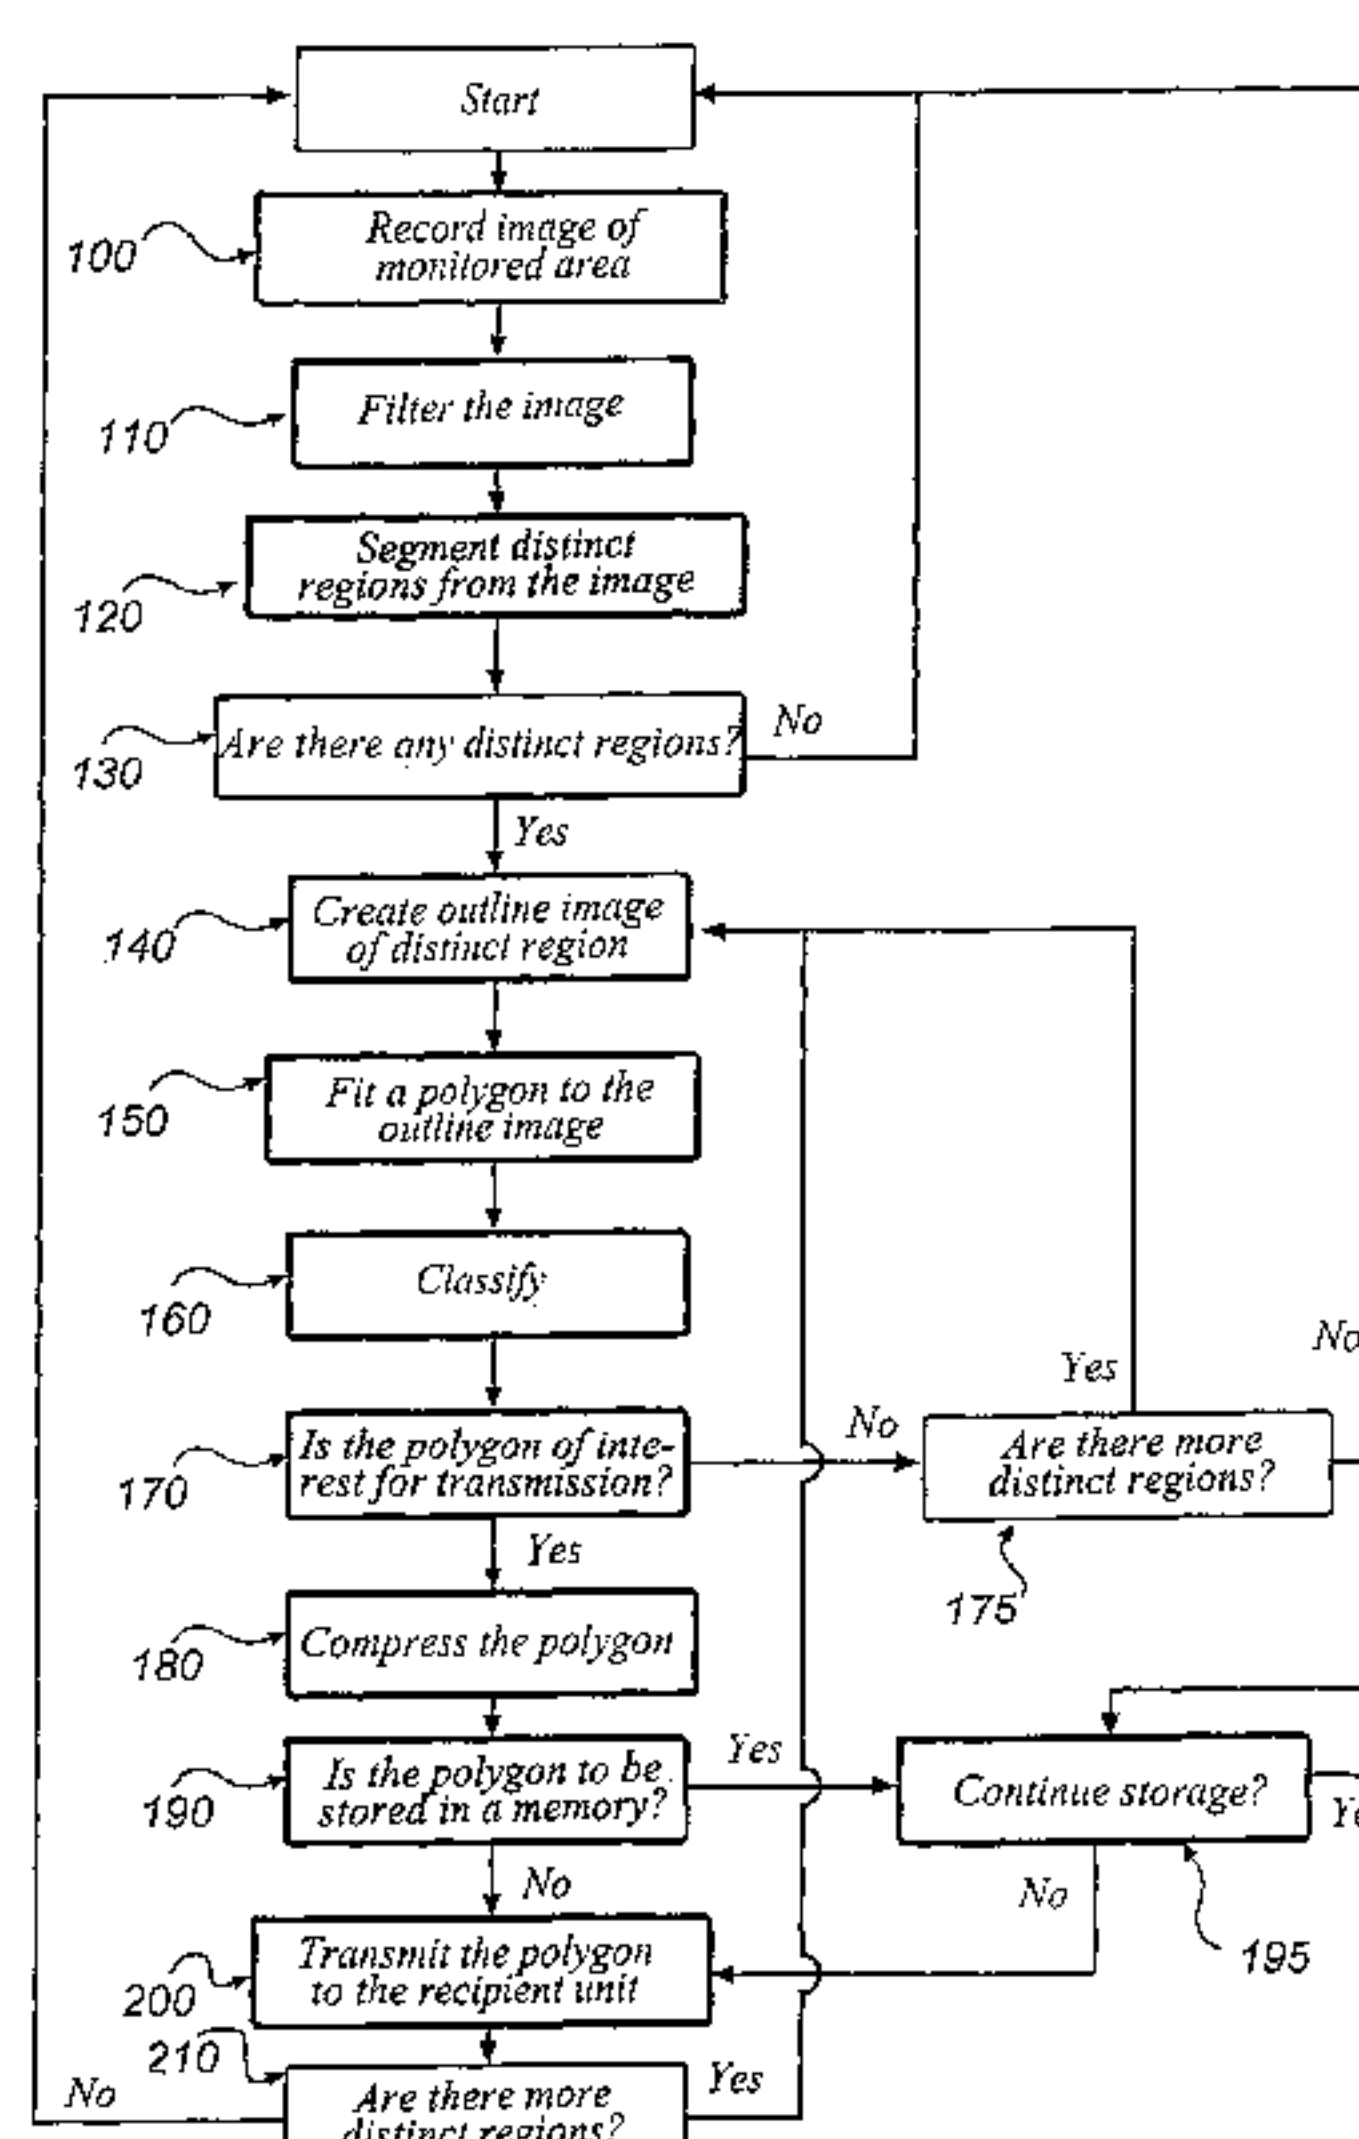 Start
100
Record image of
monitored area
110
Filter the image
120
Segment distinct
regions from the image
130
Are there any distinct regions?
No
Yes
140
Create outline image
of distinct region
150
Fit a polygon to the
outline image
160
Classify
170
Is the polygon of inte-
rest for transmission?
No
Yes
Are there more
distinct regions?
No
175
Yes
180
Compress the polygon
190
Is the polygon to be
stored in a memory?
Yes
Continue storage?
No
195
No
200
Transmit the polygon
to the recipient unit
210
No
Are there more
distinct regions?
Yes